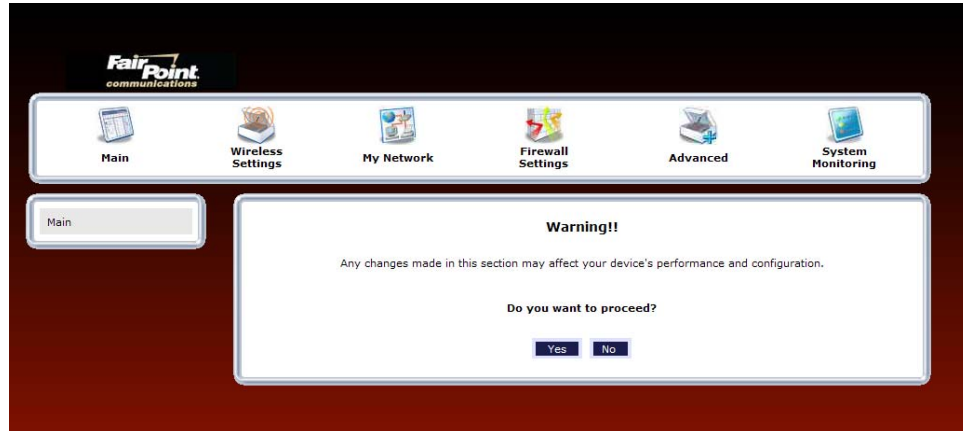 FairPoint.
communications
Main
Wireless
Settings
My Network
Firewall
Settings
Advanced
System
Monitoring
Main
Warning!!
Any changes made in this section may affect your device's performance and configuration.
Do you want to proceed?
Yes No